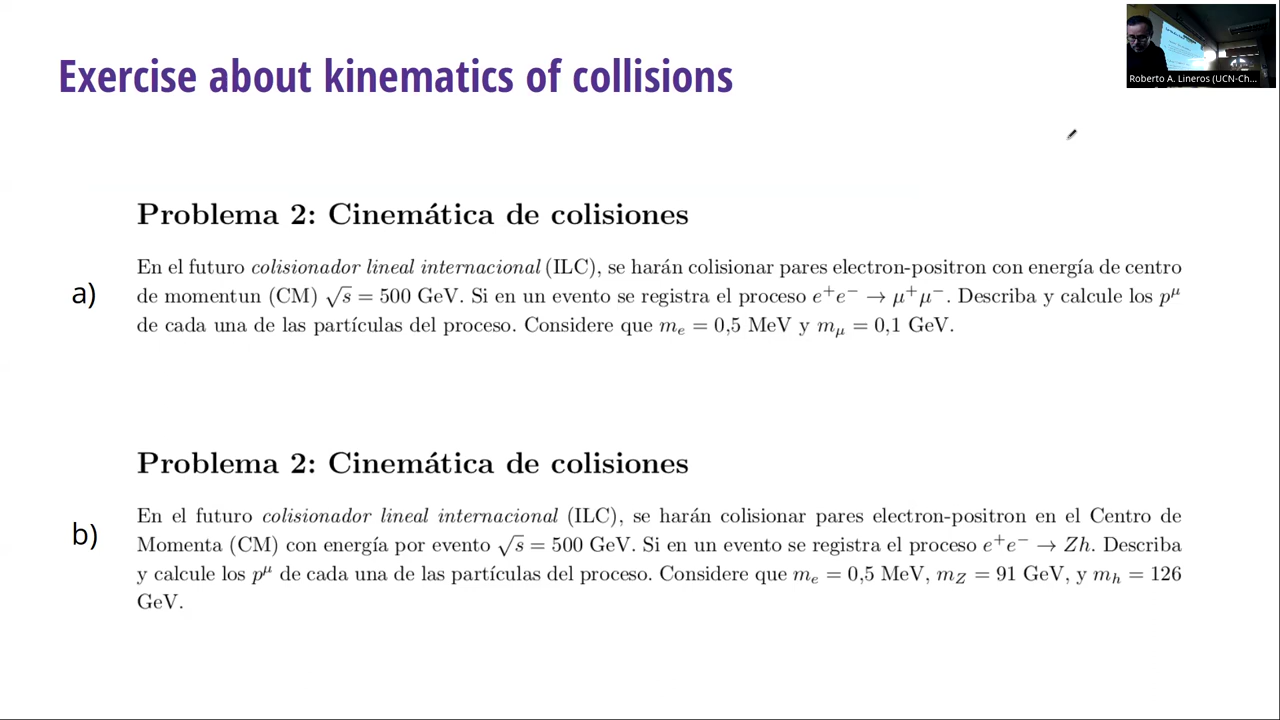 Exercise about kinematics of collisions
Roberto A. Lineros (UCN-Ch...
Problema 2: Cinemática de colisiones
a)
En el futuro colisionador lineal internacional (ILC), se harán colisionar pares electron-positron con energía de centro
de momentun (CM) √s = 500 GeV. Si en un evento se registra el proceso e⁺e⁻ → μ⁺μ⁻. Describa y calcule los p^μ
de cada una de las partículas del proceso. Considere que mₑ = 0,5 MeV y m_μ = 0,1 GeV.
Problema 2: Cinemática de colisiones
b)
En el futuro colisionador lineal internacional (ILC), se harán colisionar pares electron-positron en el Centro de
Momenta (CM) con energía por evento √s = 500 GeV. Si en un evento se registra el proceso e⁺e⁻ → Zh. Describa
y calcule los p^μ de cada una de las partículas del proceso. Considere que mₑ = 0,5 MeV, m_Z = 91 GeV, y m_h = 126
GeV.